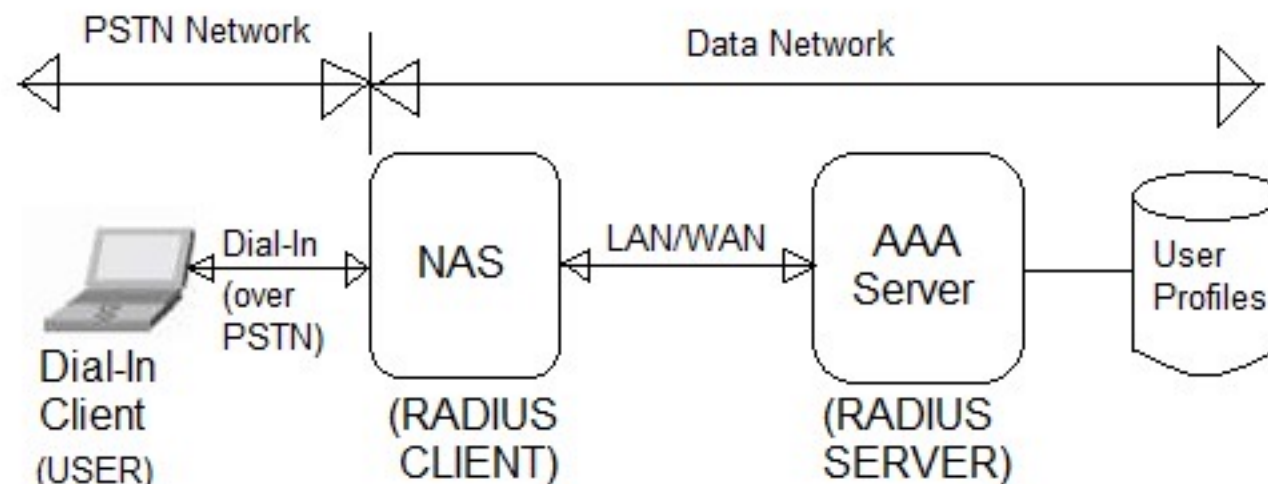 PSTN Network
Data Network
Dial-In
(over
PSTN)
NAS
LAN/WAN
AAA
Server
User
Profiles
Dial-In
Client
(USER)
(RADIUS
CLIENT)
(RADIUS
SERVER)